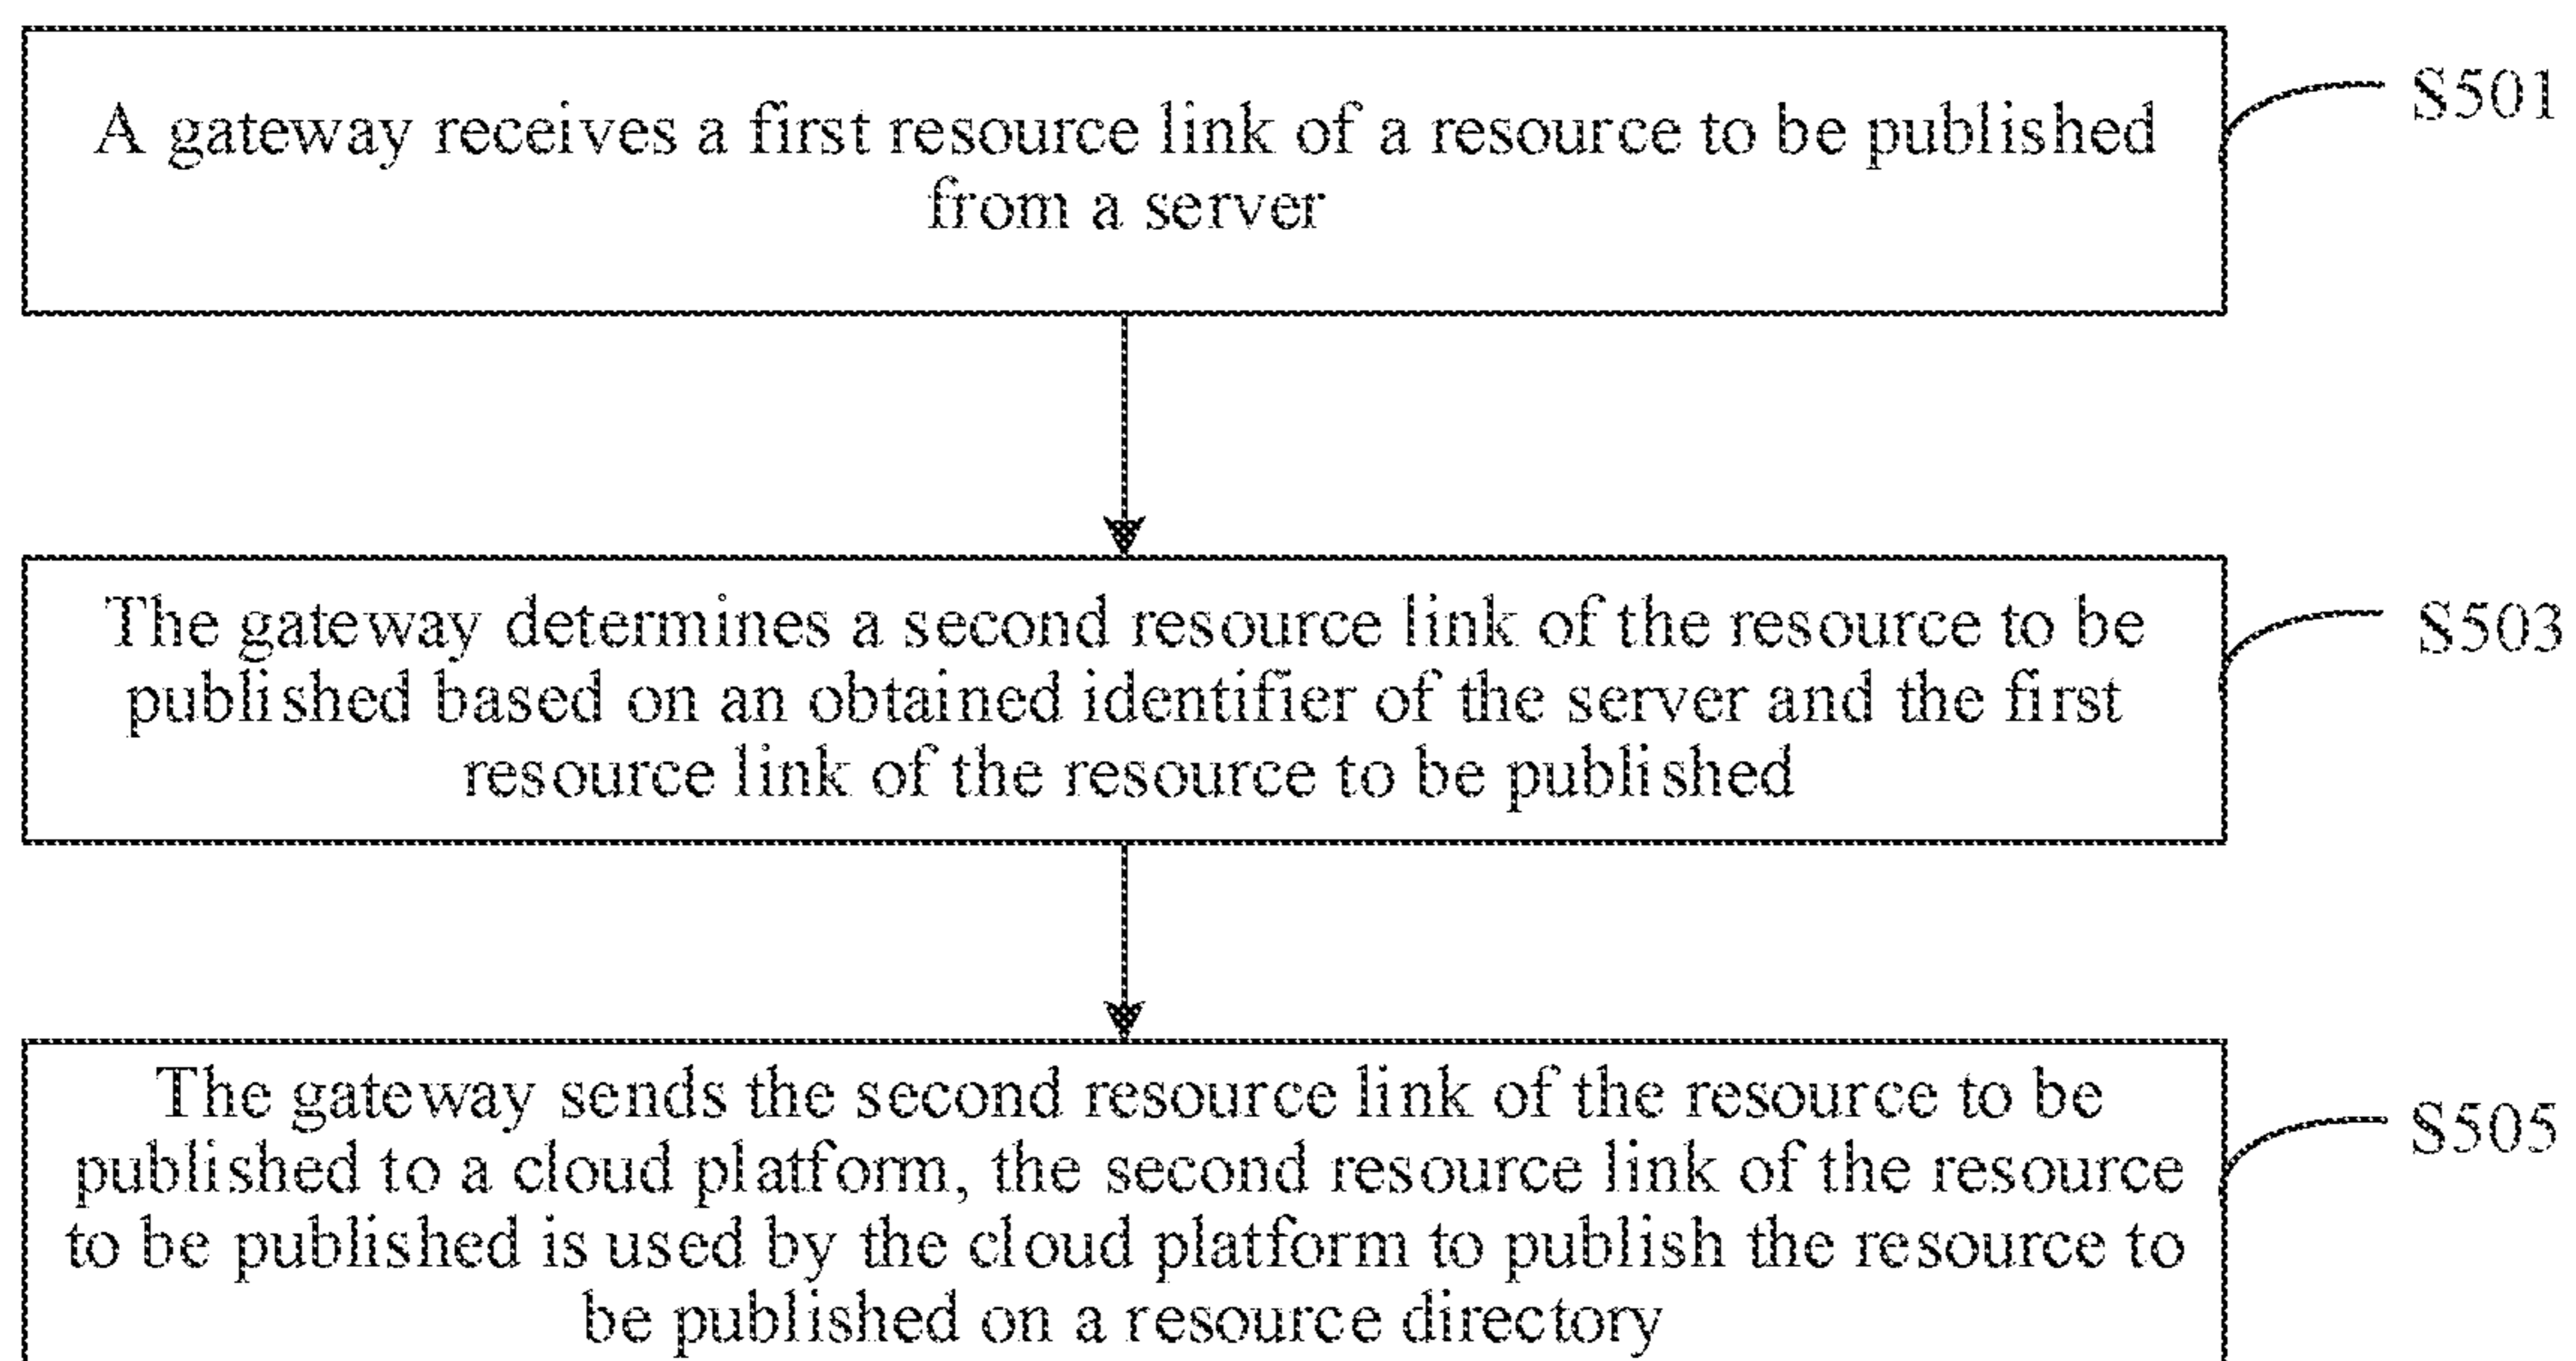 A gateway receives a first resource link of a resource to be published
from a server
S501
The gateway determines a second resource link of the resource to be
published based on an obtained identifier of the server and the first
resource link of the resource to be published
S503
The gateway sends the second resource link of the resource to be
published to a cloud platform, the second resource link of the resource
to be published is used by the cloud platform to publish the resource to
be published on a resource directory
S505